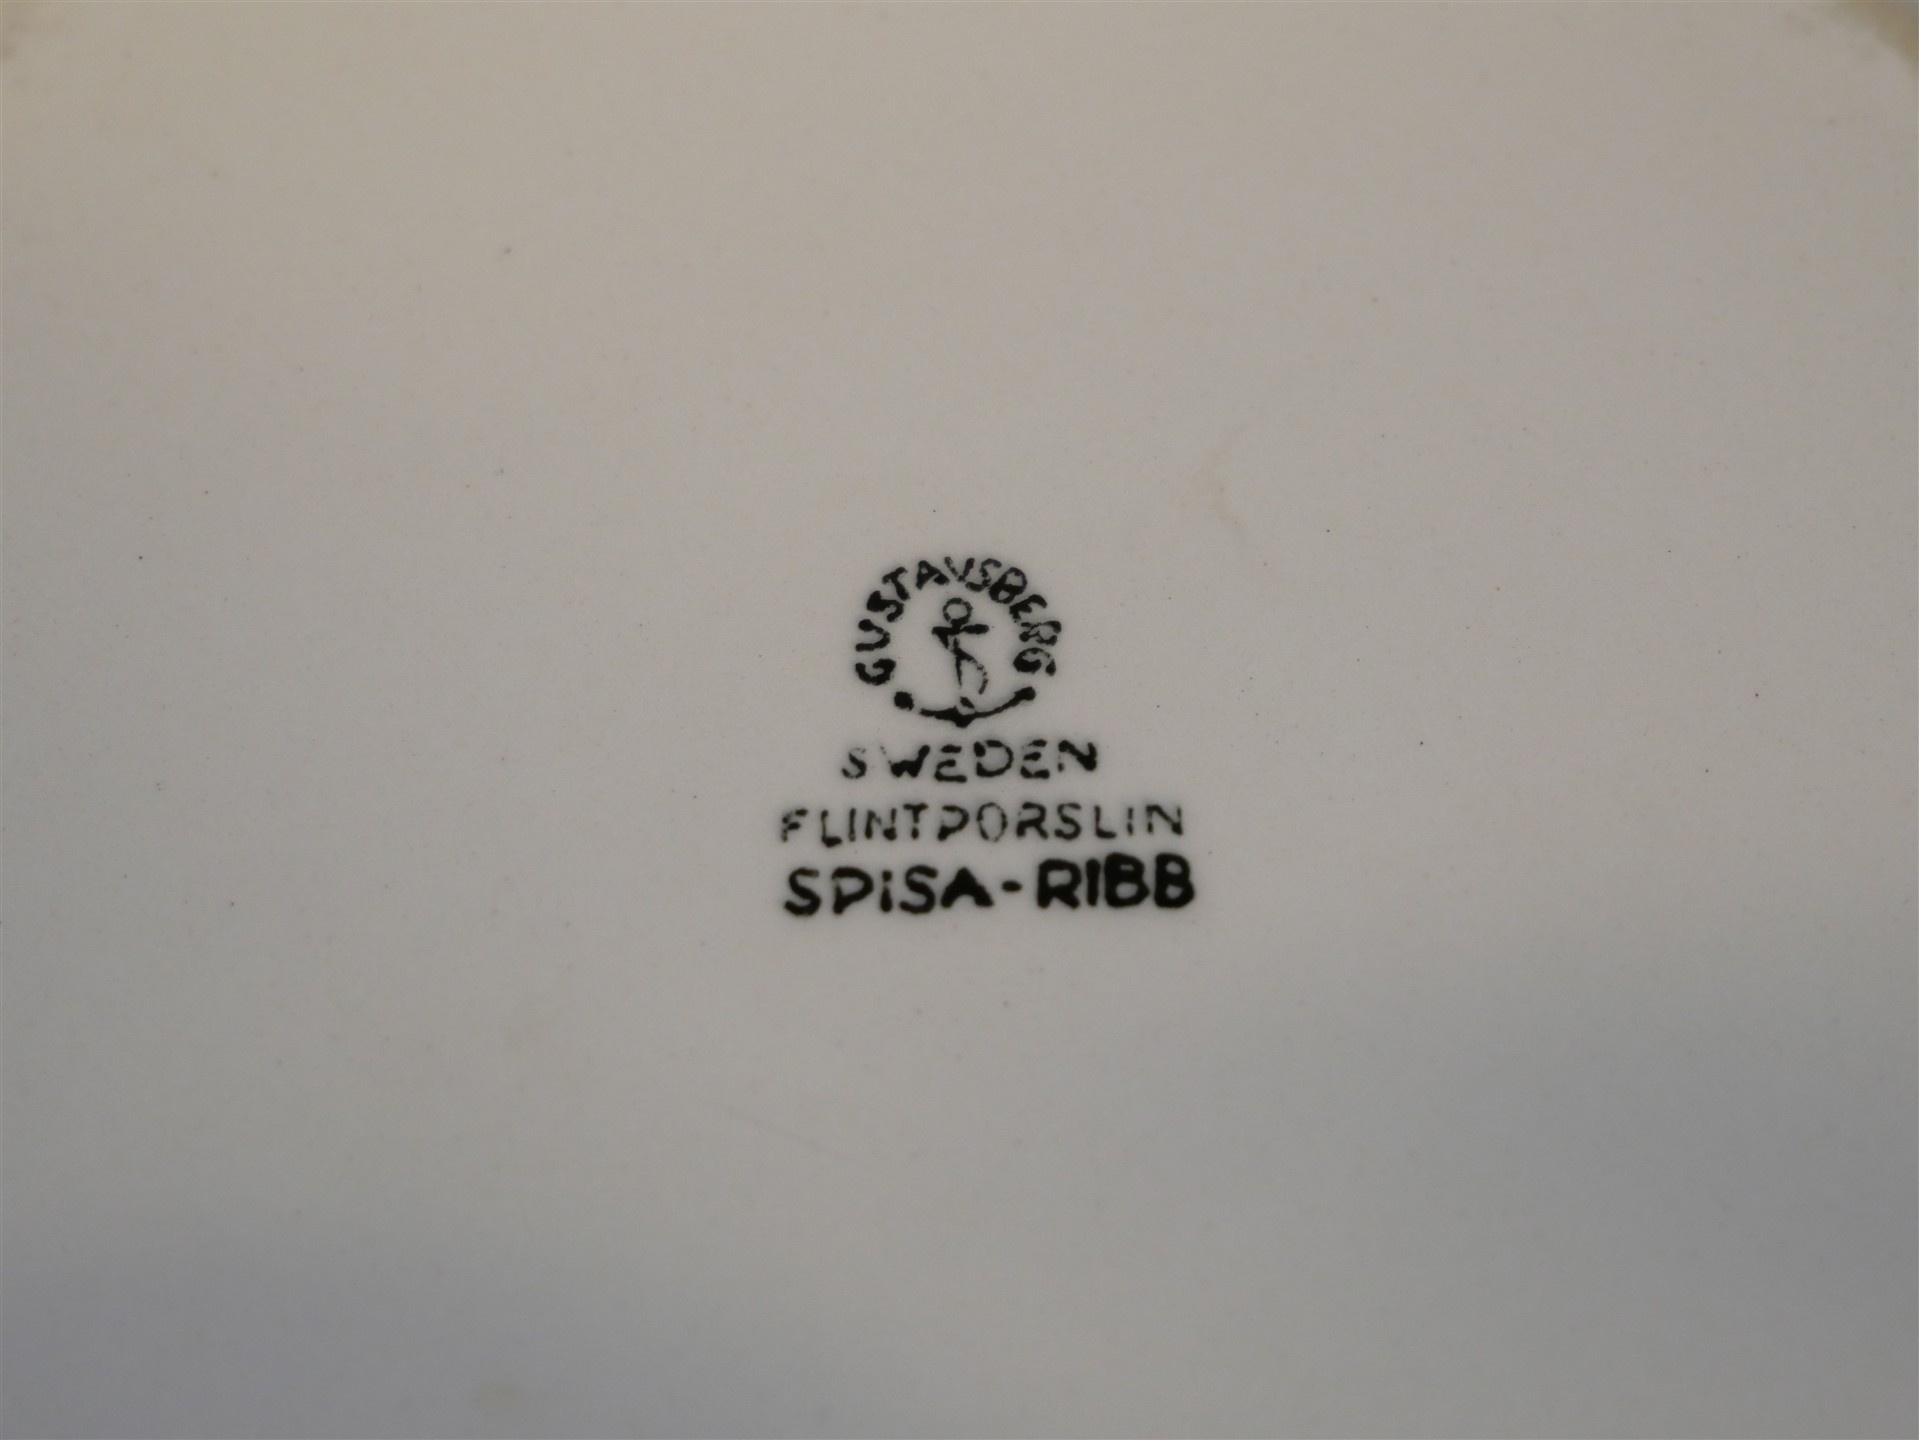 GUSTAVSBERG
SWEDEN
FLINTPORSLIN
SPiSA-RIBB